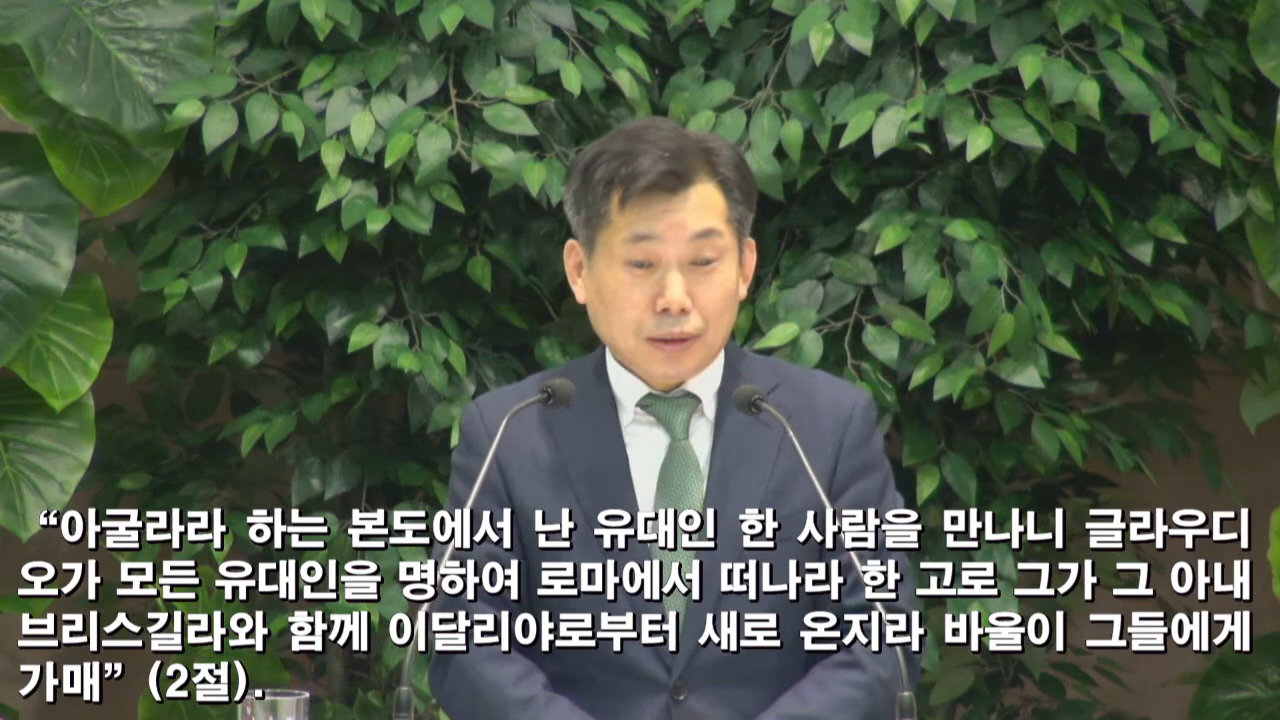 “아굴라라 하는 본도에서 난 유대인 한 사람을 만나니 글라우디
오가 모든 유대인을 명하여 로마에서 떠나라 한 고로 그가 그 아내
브리스길라와 함께 이달리야로부터 새로 온지라 바울이 그들에게
가매” (2절).